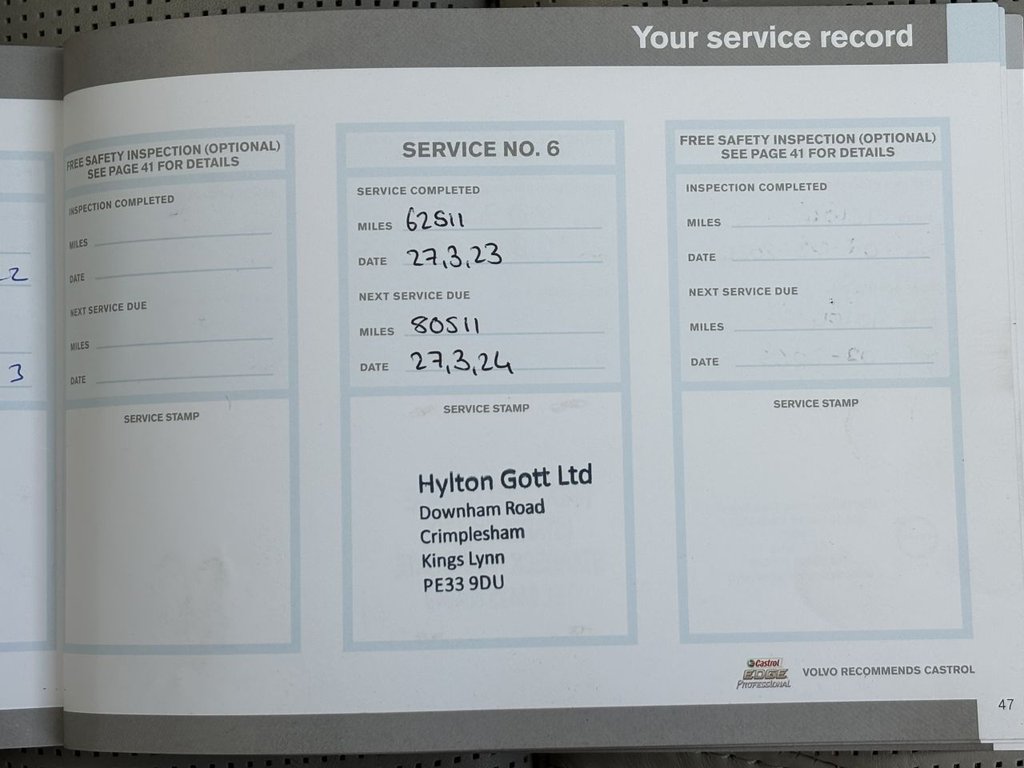 Your service record
2
3
FREE SAFETY INSPECTION (OPTIONAL)
SEE PAGE 41 FOR DETAILS
INSPECTION COMPLETED
MILES
DATE
NEXT SERVICE DUE
MILES
DATE
SERVICE STAMP
SERVICE NO. 6
SERVICE COMPLETED
MILES 62511
DATE 27,3,23
NEXT SERVICE DUE
MILES 80511
DATE 27,3,24
SERVICE STAMP
Hylton Gott Ltd
Downham Road
Crimplesham
Kings Lynn
PE33 9DU
FREE SAFETY INSPECTION (OPTIONAL)
SEE PAGE 41 FOR DETAILS
INSPECTION COMPLETED
MILES
DATE
NEXT SERVICE DUE
MILES
DATE
SERVICE STAMP
Castrol
EDGE
PROFESSIONAL
VOLVO RECOMMENDS CASTROL
47